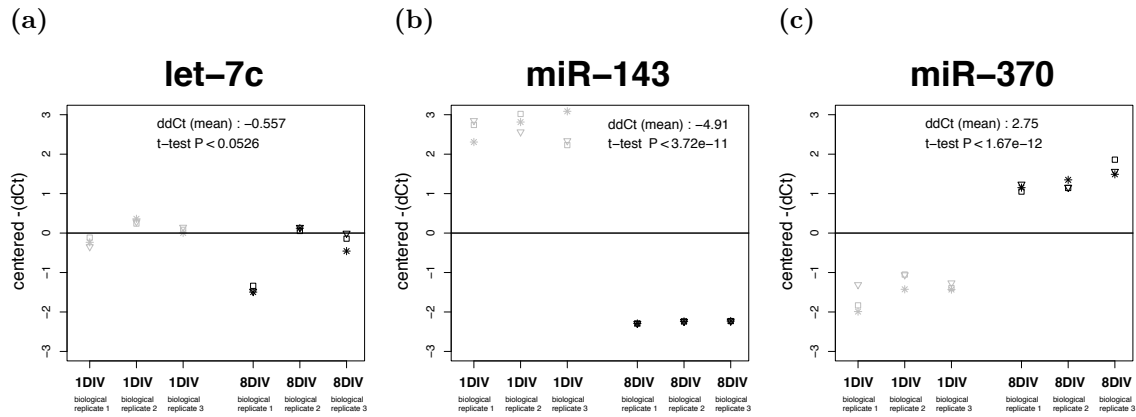 (a)
let−7c
centered -(dCt)
3
2
1
0
−1
−2
−3
ddCt (mean) : −0.557
t−test P < 0.0526
1DIV 1DIV 1DIV 8DIV 8DIV 8DIV
biological replicate 1 biological replicate 2 biological replicate 3 biological replicate 1 biological replicate 2 biological replicate 3
(b)
miR−143
centered -(dCt)
3
2
1
0
−1
−2
−3
ddCt (mean) : −4.91
t−test P < 3.72e−11
1DIV 1DIV 1DIV 8DIV 8DIV 8DIV
biological replicate 1 biological replicate 2 biological replicate 3 biological replicate 1 biological replicate 2 biological replicate 3
(c)
miR−370
centered -(dCt)
3
2
1
0
−1
−2
−3
ddCt (mean) : 2.75
t−test P < 1.67e−12
1DIV 1DIV 1DIV 8DIV 8DIV 8DIV
biological replicate 1 biological replicate 2 biological replicate 3 biological replicate 1 biological replicate 2 biological replicate 3